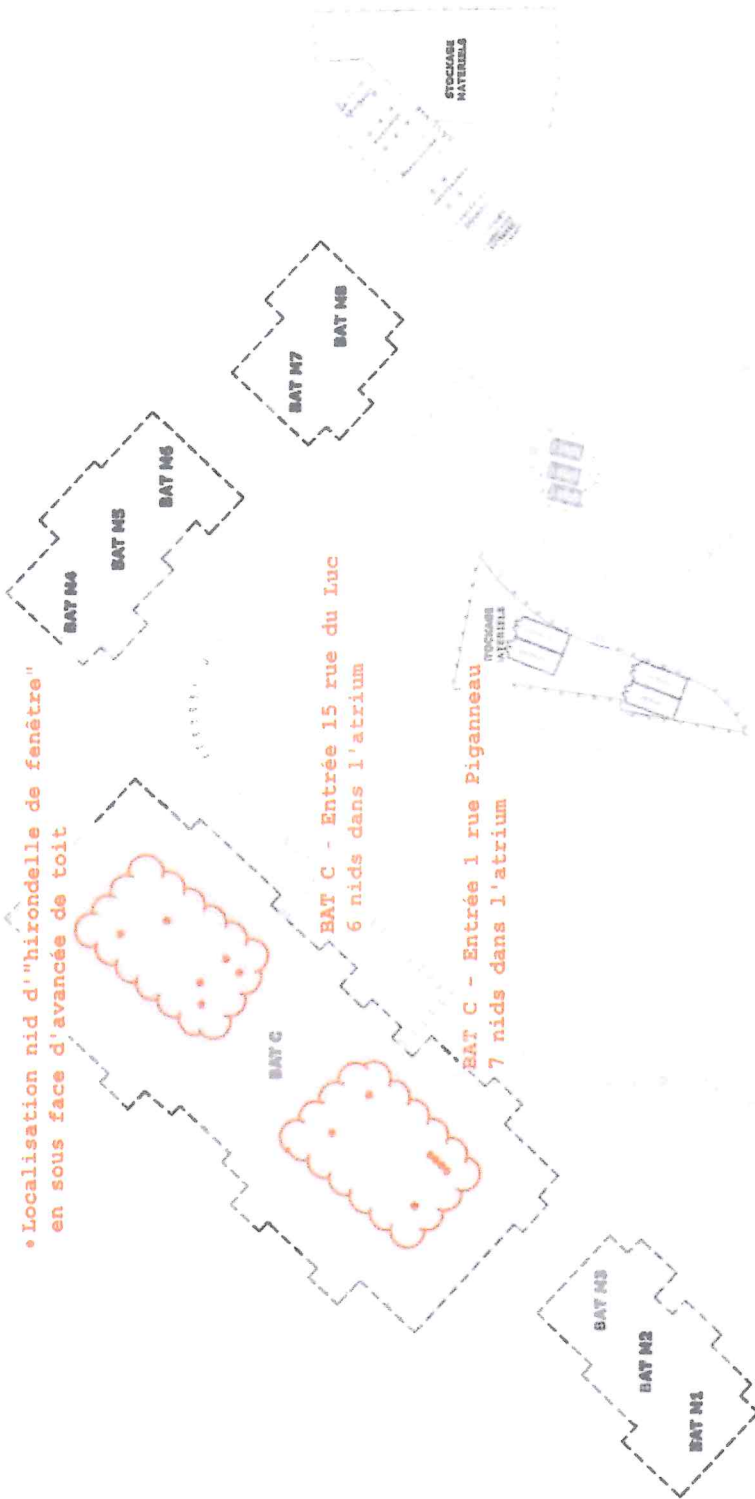 •Localisation nid d'"hirondelle de fenêtre"
en sous face d'avancée de toit
BAT C - Entrée 15 rue du Luc
6 nids dans l'atrium
BAT C - Entrée 1 rue Piganneau
7 nids dans l'atrium
BAT C
BAT M1
BAT M2
BAT M3
BAT M4
BAT M5
BAT M6
BAT M7
BAT M8
STOCKAGE
MATERIELS
STOCKAGE
MATERIELS